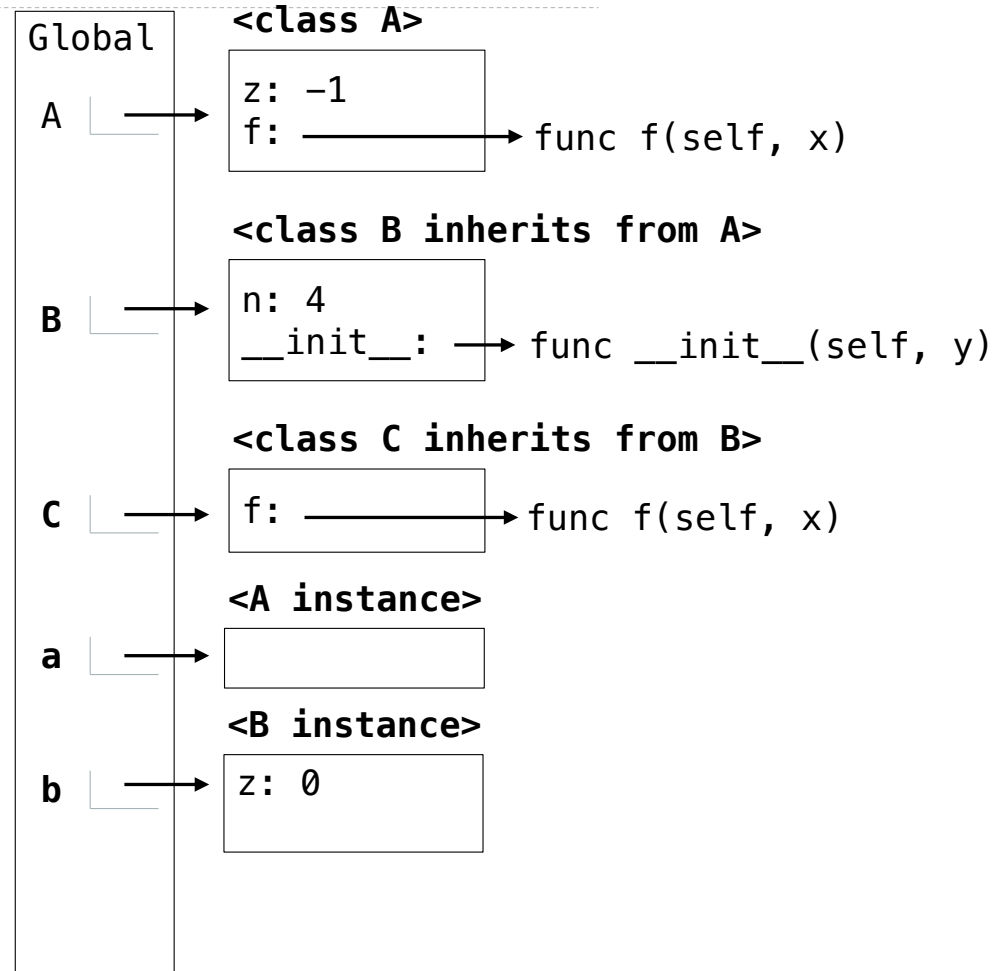 <class A>
Global
z: –1
A
f: func f(self, x)
<class B inherits from A>
n: 4
B
__init__: func __init__(self, y)
<class C inherits from B>
C f: func f(self, x)
<A instance>
a
<B instance>
b z: 0